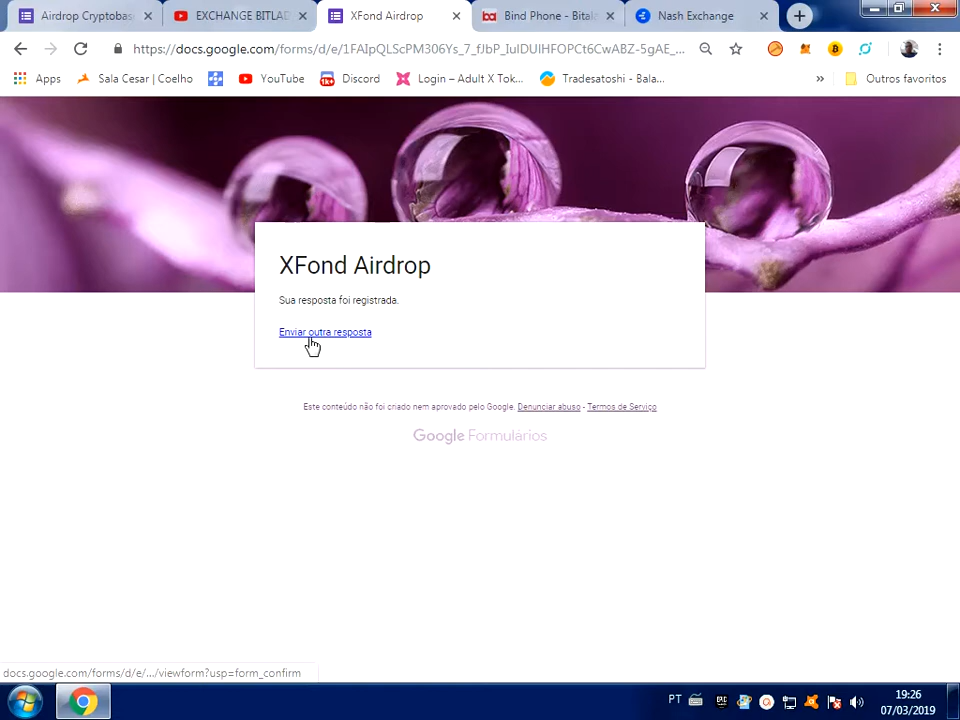 Airdrop Cryptobas
EXCHANGE BITLAD
XFond Airdrop
Bind Phone - Bitala
Nash Exchange
https://docs.google.com/forms/d/e/1FAIpQLScPM306Ys_7_fJbP_IuIDUIHFOPCt6CwABZ-5gAE_...
Apps
Sala Cesar | Coelho
YouTube
Discord
Login – Adult X Tok...
Tradesatoshi - Bala...
»
Outros favoritos
XFond Airdrop
Sua resposta foi registrada.
Enviar outra resposta
Este conteúdo não foi criado nem aprovado pelo Google. Denunciar abuso - Termos de Serviço
Google Formulários
docs.google.com/forms/d/e/.../viewform?usp=form_confirm
PT
19:26
07/03/2019